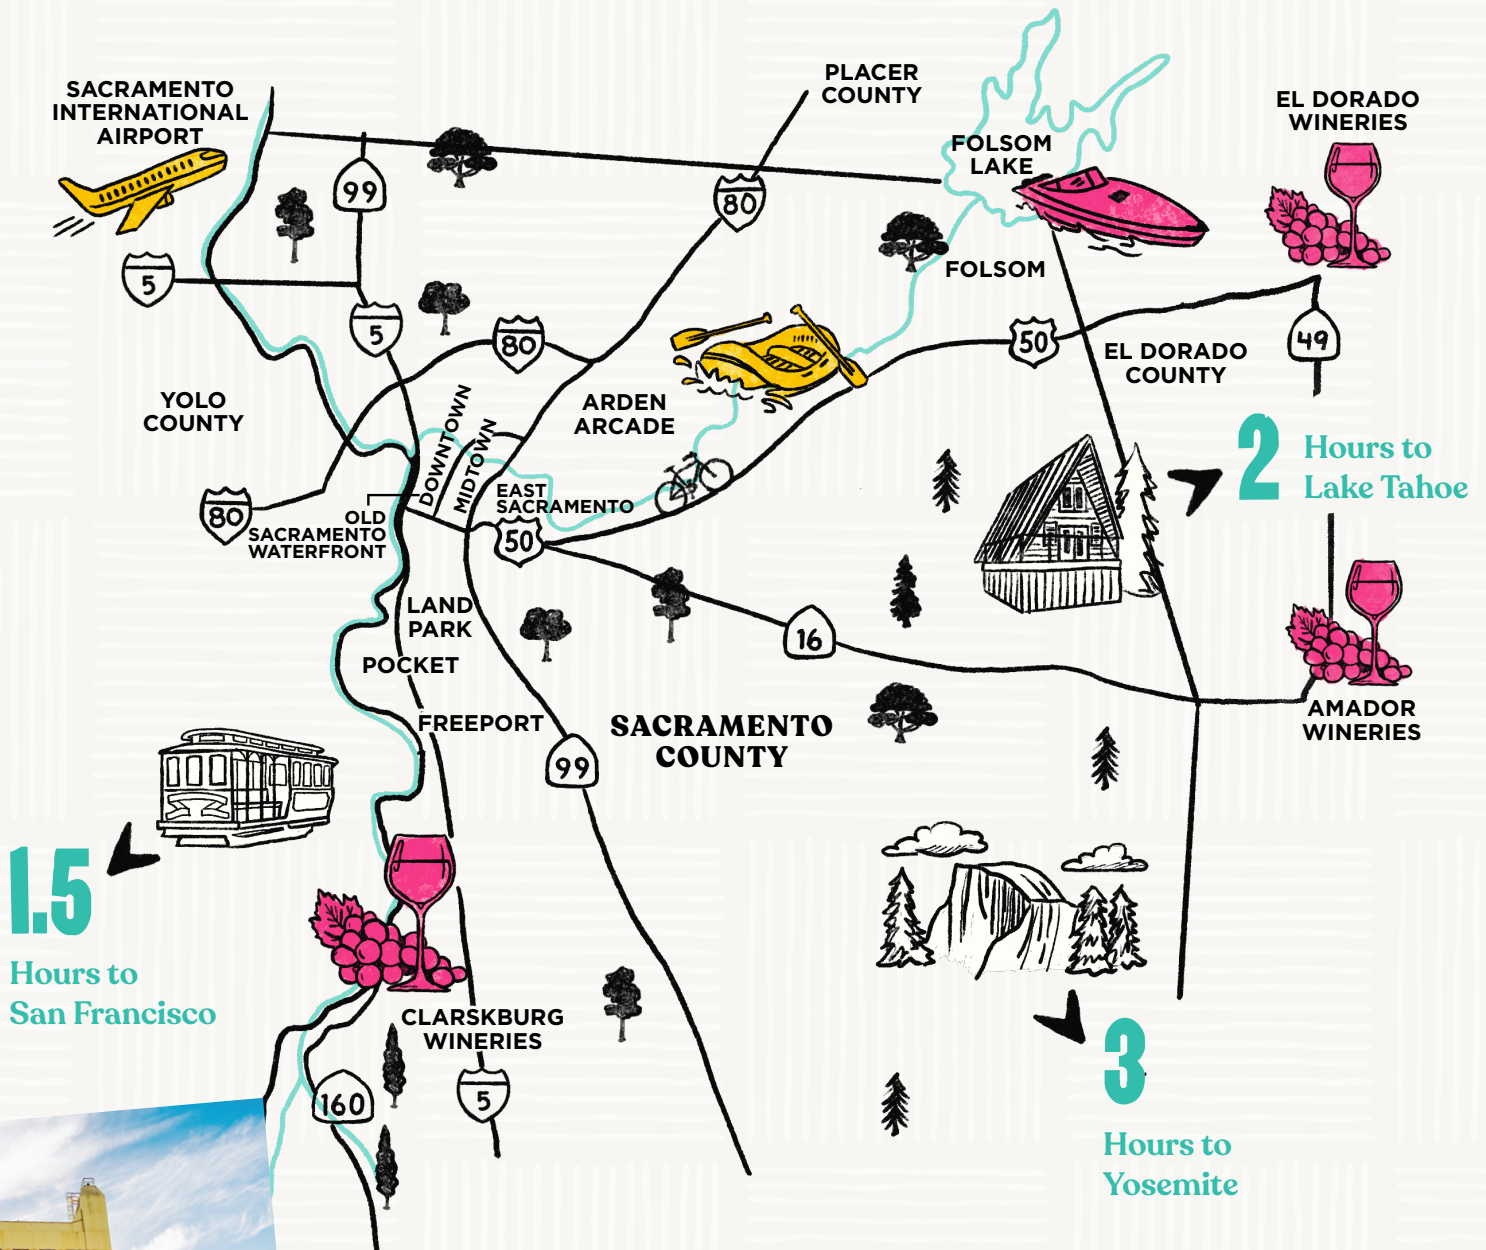 SACRAMENTO
INTERNATIONAL
AIRPORT
PLACER
COUNTY
FOLSOM
LAKE
EL DORADO
WINERIES
99
80
5
FOLSOM
5
80
50
49
EL DORADO
COUNTY
YOLO
COUNTY
ARDEN
ARCADE
DOWNTOWN
MIDTOWN
2
Hours to
Lake Tahoe
EAST
SACRAMENTO
80
OLD
SACRAMENTO
WATERFRONT
50
LAND
PARK
16
POCKET
FREEPORT
SACRAMENTO
COUNTY
AMADOR
WINERIES
99
1.5
Hours to
San Francisco
CLARSKBURG
WINERIES
160
5
3
Hours to
Yosemite